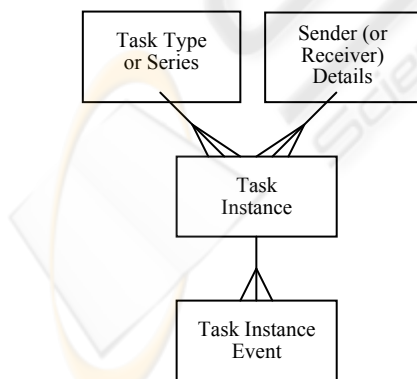 Task Type
or Series
Sender (or
Receiver)
Details
Task
Instance
Task Instance
Event